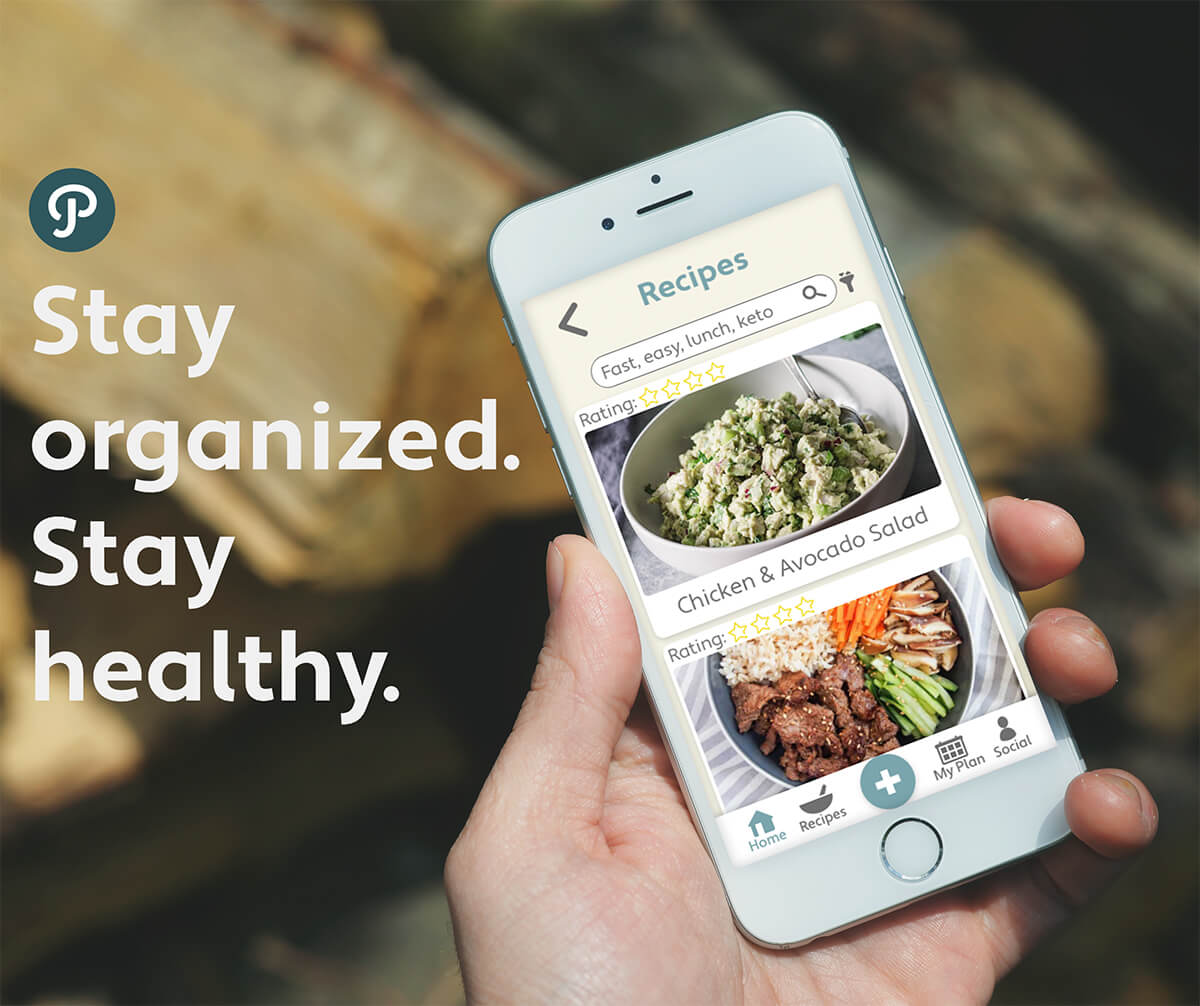 P
Stay
organized.
Stay
healthy.
Recipes
Fast, easy, lunch, keto
Rating:
Chicken & Avocado Salad
Rating:
Home
Recipes
My Plan
Social